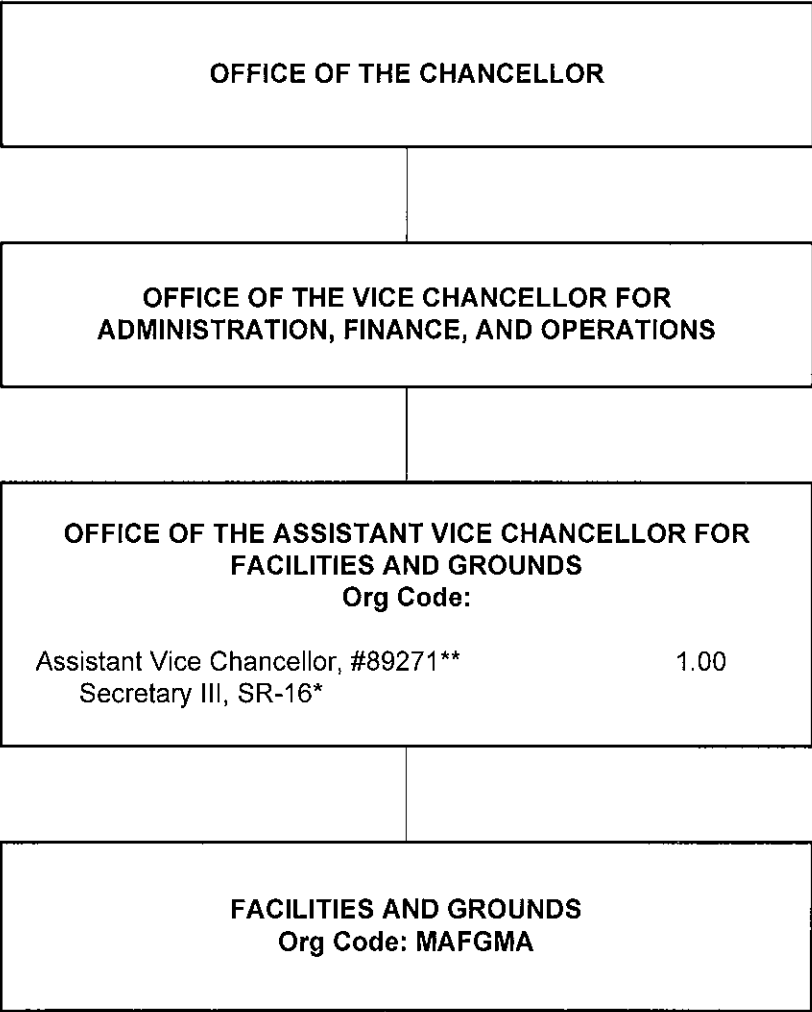 OFFICE OF THE CHANCELLOR
OFFICE OF THE VICE CHANCELLOR FOR
ADMINISTRATION, FINANCE, AND OPERATIONS
OFFICE OF THE ASSISTANT VICE CHANCELLOR FOR
FACILITIES AND GROUNDS
Org Code:
Assistant Vice Chancellor, #89271** 1.00
Secretary III, SR-16*
FACILITIES AND GROUNDS
Org Code: MAFGMA